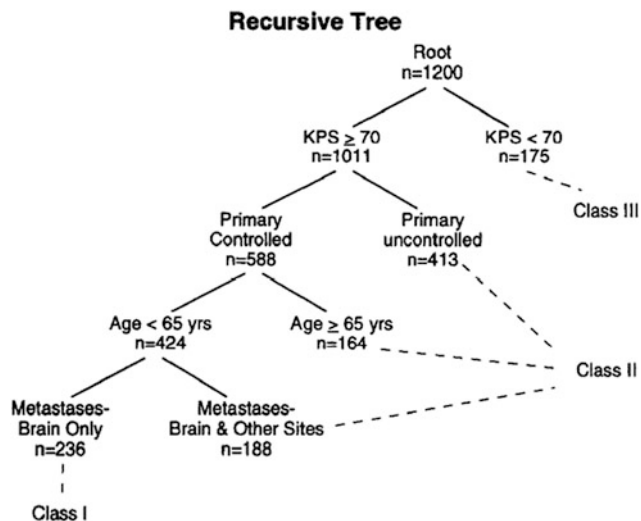 Recursive Tree
Root
n=1200
KPS ≥ 70
n=1011
KPS < 70
n=175
Class III
Primary
Controlled
n=588
Primary
uncontrolled
n=413
Age < 65 yrs
n=424
Age ≥ 65 yrs
n=164
Class II
Metastases-
Brain Only
n=236
Metastases-
Brain & Other Sites
n=188
Class I